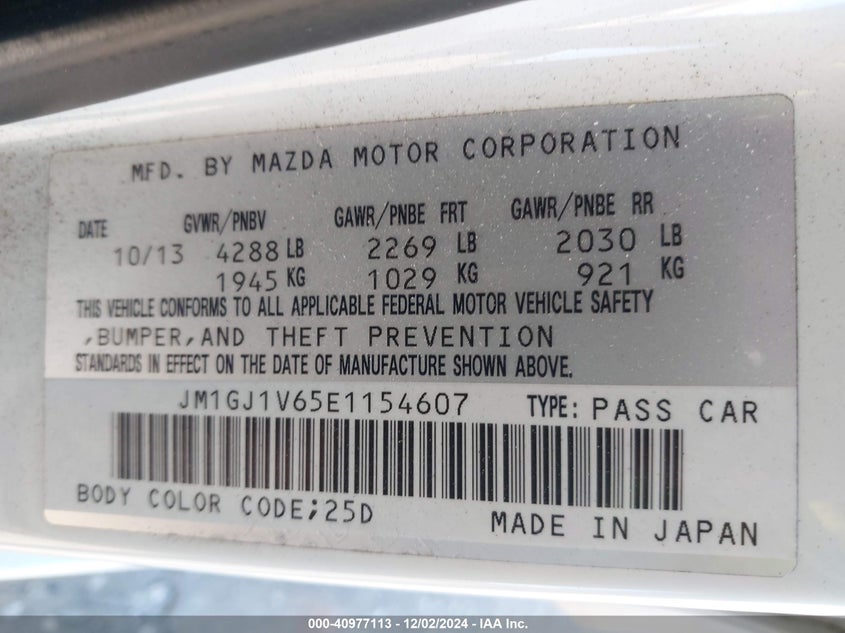 MFD. BY MAZDA MOTOR CORPORATION
DATE GVWR/PNBV GAWR/PNBE FRT GAWR/PNBE RR
10/13 4288 LB 2269 LB 2030 LB
1945 KG 1029 KG 921 KG
THIS VEHICLE CONFORMS TO ALL APPLICABLE FEDERAL MOTOR VEHICLE SAFETY
,BUMPER,AND THEFT PREVENTION
STANDARDS IN EFFECT ON THE DATE OF MANUFACTURE SHOWN ABOVE.
JM1GJ1V65E1154607 TYPE: PASS CAR
BODY COLOR CODE;25D
MADE IN JAPAN
000-40977113 - 12/02/2024 - IAA Inc.